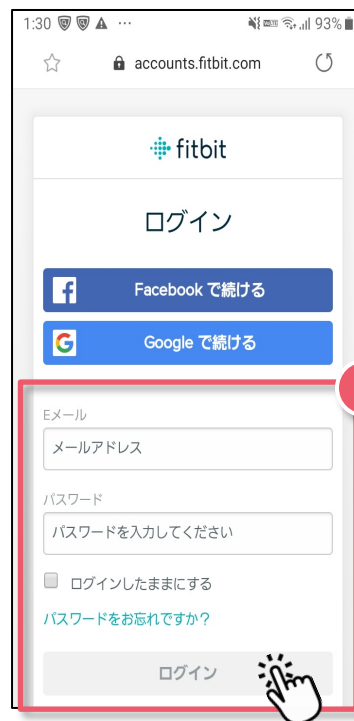 1:30 ... 93%
accounts.fitbit.com
fitbit
ログイン
Facebook で続ける
Google で続ける
Eメール
メールアドレス
パスワード
パスワードを入力してください
ログインしたままにする
パスワードをお忘れですか？
ログイン